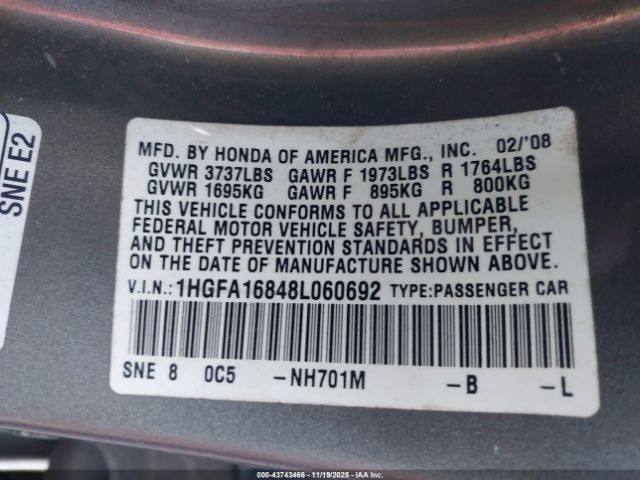 SNE E2
MFD. BY HONDA OF AMERICA MFG., INC. 02/'08
GVWR 3737LBS GAWR F 1973LBS R 1764LBS
GVWR 1695KG GAWR F 895KG R 800KG
THIS VEHICLE CONFORMS TO ALL APPLICABLE
FEDERAL MOTOR VEHICLE SAFETY, BUMPER,
AND THEFT PREVENTION STANDARDS IN EFFECT
ON THE DATE OF MANUFACTURE SHOWN ABOVE.
V.I.N.: 1HGFA16848L060692 TYPE:PASSENGER CAR
SNE 8 0C5 -NH701M -B -L
000-43743466 - 11/19/2025 - IAA Inc.